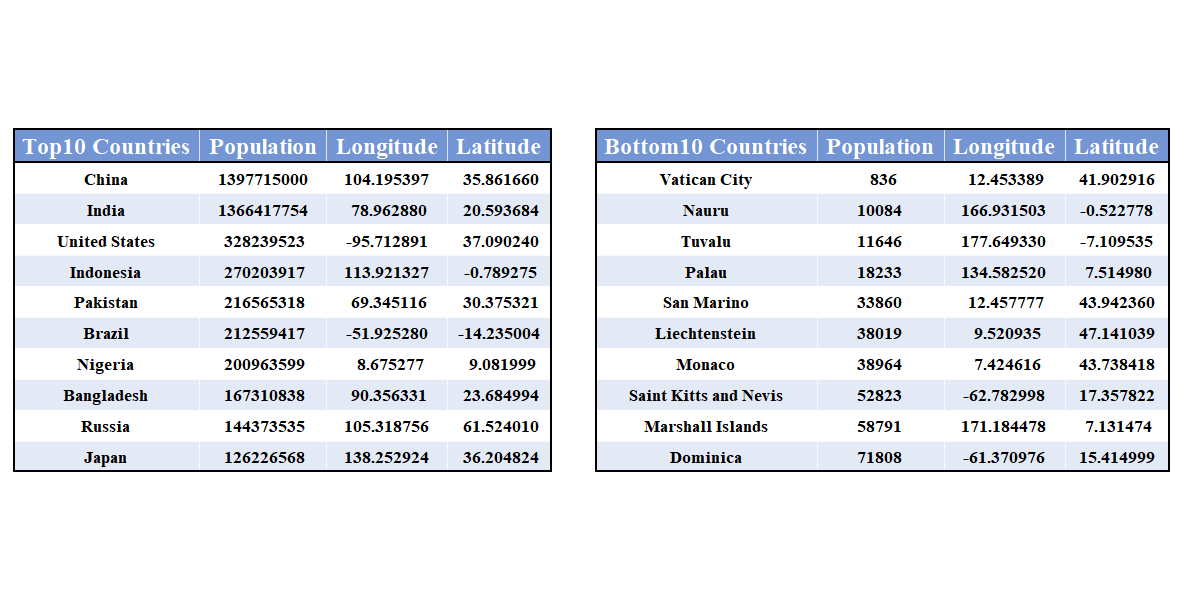 Top10 Countries Population Longitude Latitude
China 1397715000 104.195397 35.861660
India 1366417754 78.962880 20.593684
United States 328239523 -95.712891 37.090240
Indonesia 270203917 113.921327 -0.789275
Pakistan 216565318 69.345116 30.375321
Brazil 212559417 -51.925280 -14.235004
Nigeria 200963599 8.675277 9.081999
Bangladesh 167310838 90.356331 23.684994
Russia 144373535 105.318756 61.524010
Japan 126226568 138.252924 36.204824
Bottom10 Countries Population Longitude Latitude
Vatican City 836 12.453389 41.902916
Nauru 10084 166.931503 -0.522778
Tuvalu 11646 177.649330 -7.109535
Palau 18233 134.582520 7.514980
San Marino 33860 12.457777 43.942360
Liechtenstein 38019 9.520935 47.141039
Monaco 38964 7.424616 43.738418
Saint Kitts and Nevis 52823 -62.782998 17.357822
Marshall Islands 58791 171.184478 7.131474
Dominica 71808 -61.370976 15.414999